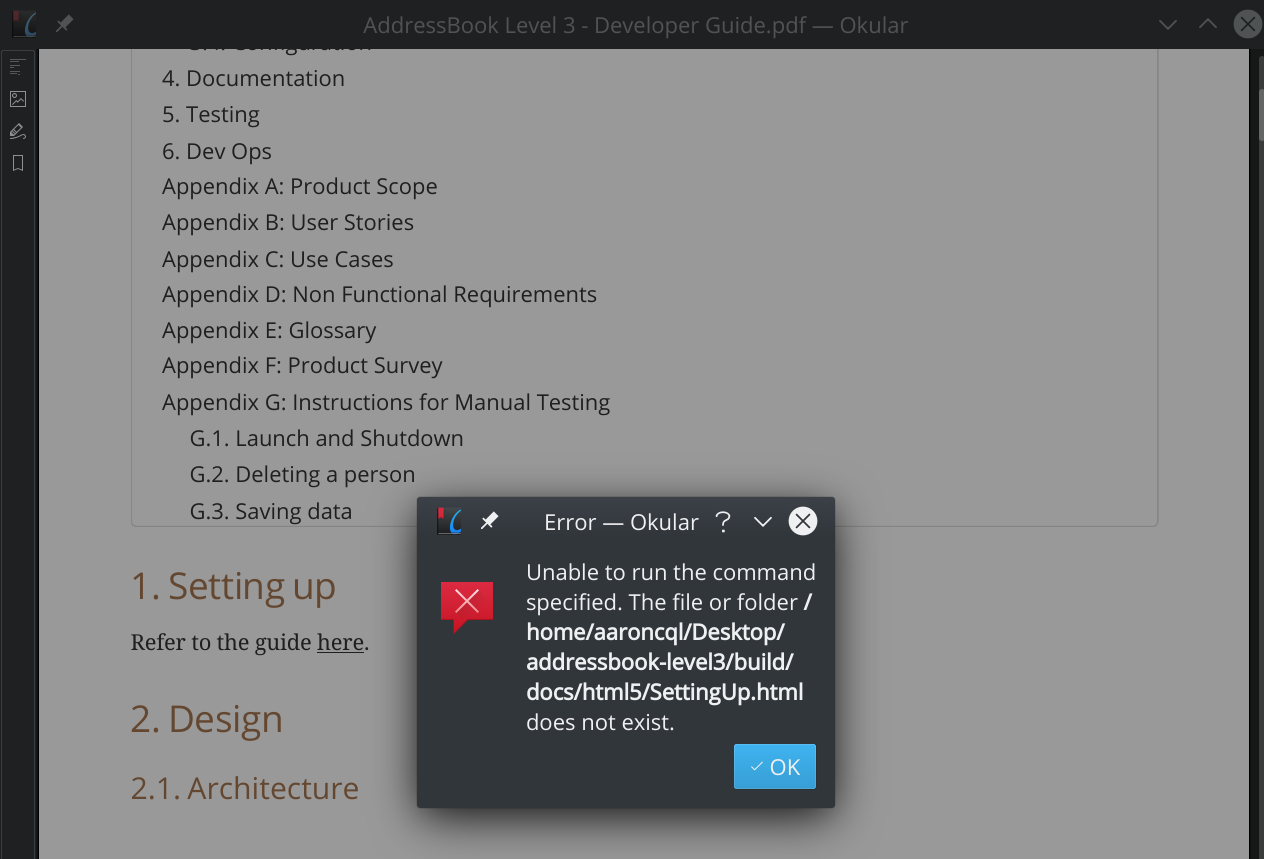 AddressBook Level 3 - Developer Guide.pdf — Okular
4. Documentation
5. Testing
6. Dev Ops
Appendix A: Product Scope
Appendix B: User Stories
Appendix C: Use Cases
Appendix D: Non Functional Requirements
Appendix E: Glossary
Appendix F: Product Survey
Appendix G: Instructions for Manual Testing
G.1. Launch and Shutdown
G.2. Deleting a person
G.3. Saving data
1. Setting up
Refer to the guide here.
2. Design
2.1. Architecture
Error — Okular
Unable to run the command
specified. The file or folder /
home/aaroncql/Desktop/
addressbook-level3/build/
docs/html5/SettingUp.html
does not exist.
OK